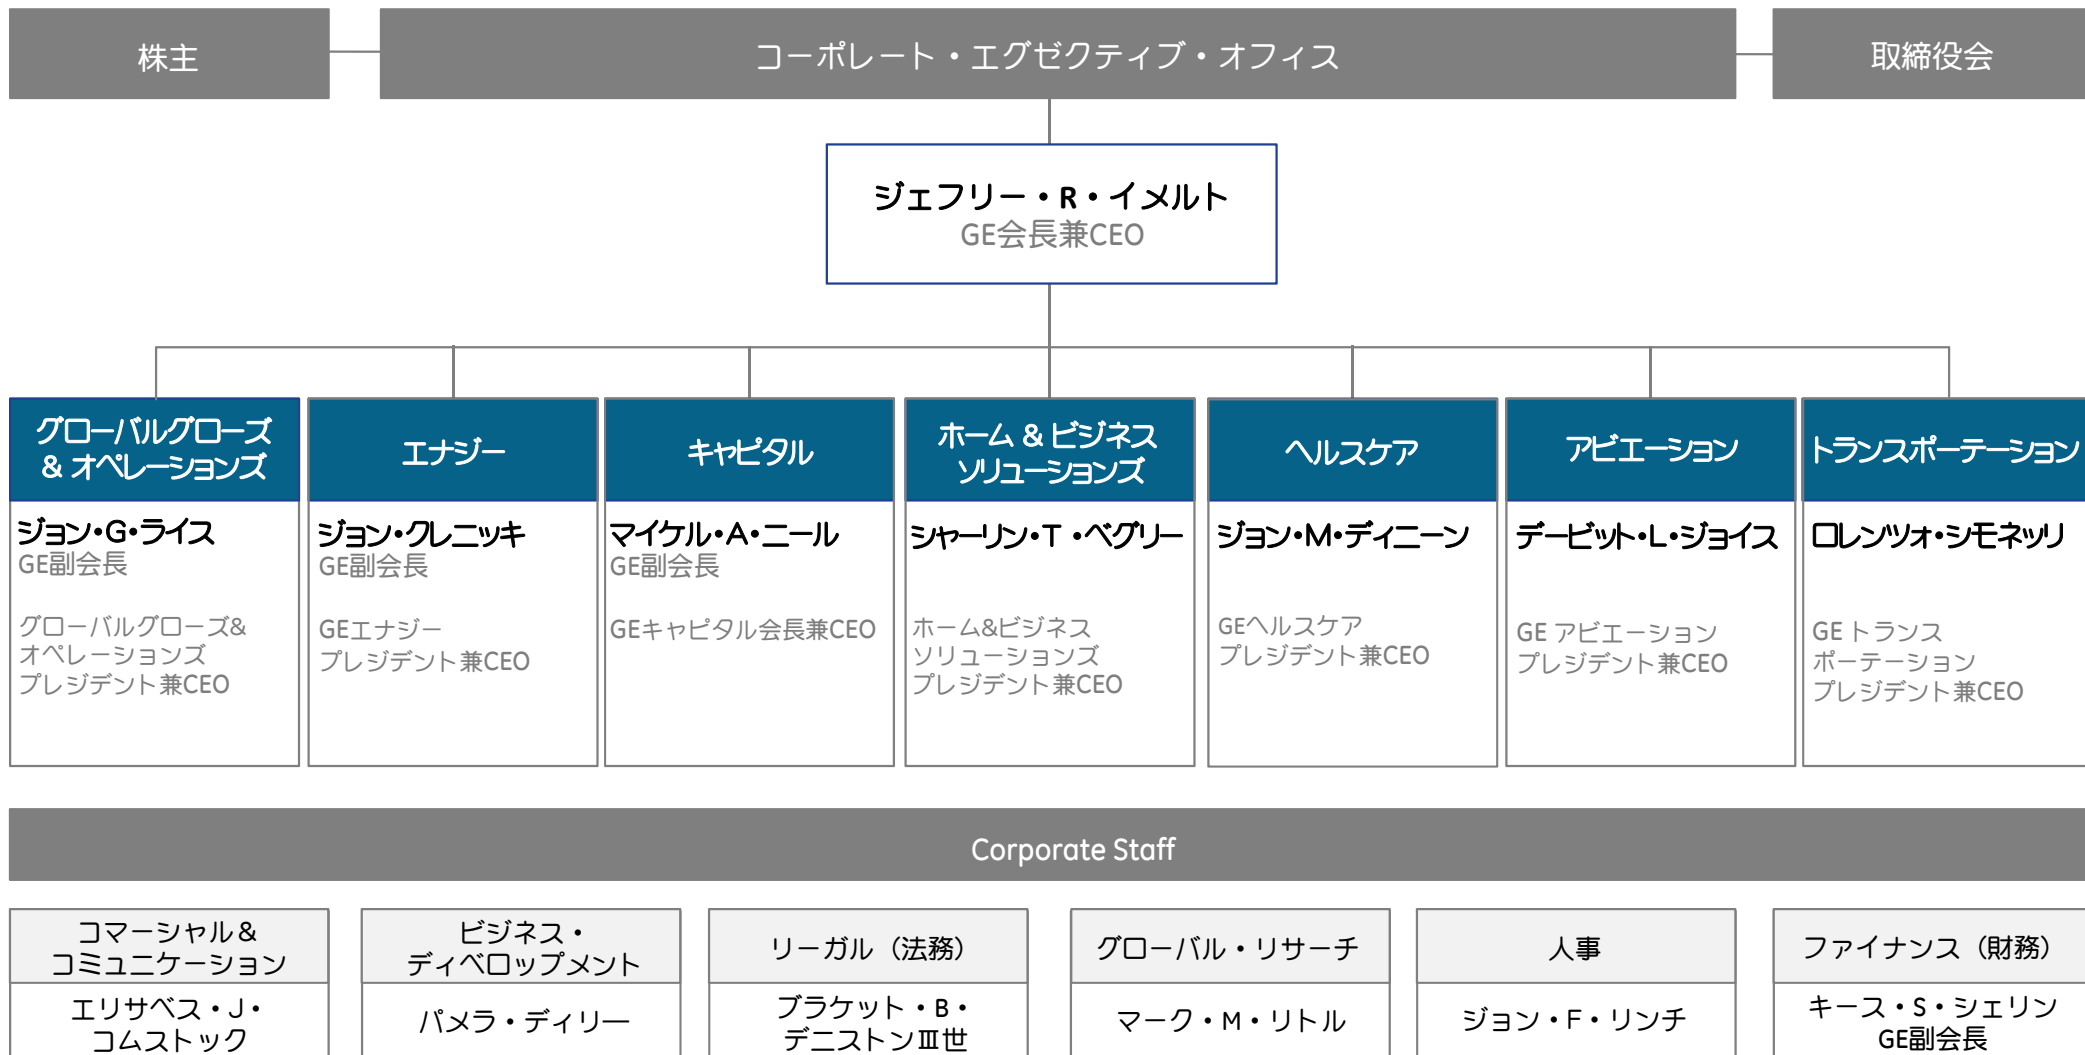 株主
コーポレート・エグゼクティブ・オフィス
取締役会
ジェフリー・R・イメルト
GE会長兼CEO
グローバルグローズ
& オペレーションズ
ジョン・G・ライス
GE副会長
グローバルグローズ&
オペレーションズ
プレジデント兼CEO
エナジー
ジョン・クレニッキ
GE副会長
GEエナジー
プレジデント兼CEO
キャピタル
マイケル・A・ニール
GE副会長
GEキャピタル会長兼CEO
ホーム & ビジネス
ソリューションズ
シャーリン・T・ベグリー
ホーム&ビジネス
ソリューションズ
プレジデント兼CEO
ヘルスケア
ジョン・M・ディニーン
GEヘルスケア
プレジデント兼CEO
アビエーション
デービット・L・ジョイス
GE アビエーション
プレジデント兼CEO
トランスポーテーション
ロレンツォ・シモネッリ
GE トランス
ポーテーション
プレジデント兼CEO
Corporate Staff
コマーシャル&
コミュニケーション
エリサベス・J・
コムストック
ビジネス・
ディベロップメント
パメラ・ディリー
リーガル（法務）
ブラケット・B・
デニストンⅢ世
グローバル・リサーチ
マーク・M・リトル
人事
ジョン・F・リンチ
ファイナンス（財務）
キース・S・シェリン
GE副会長